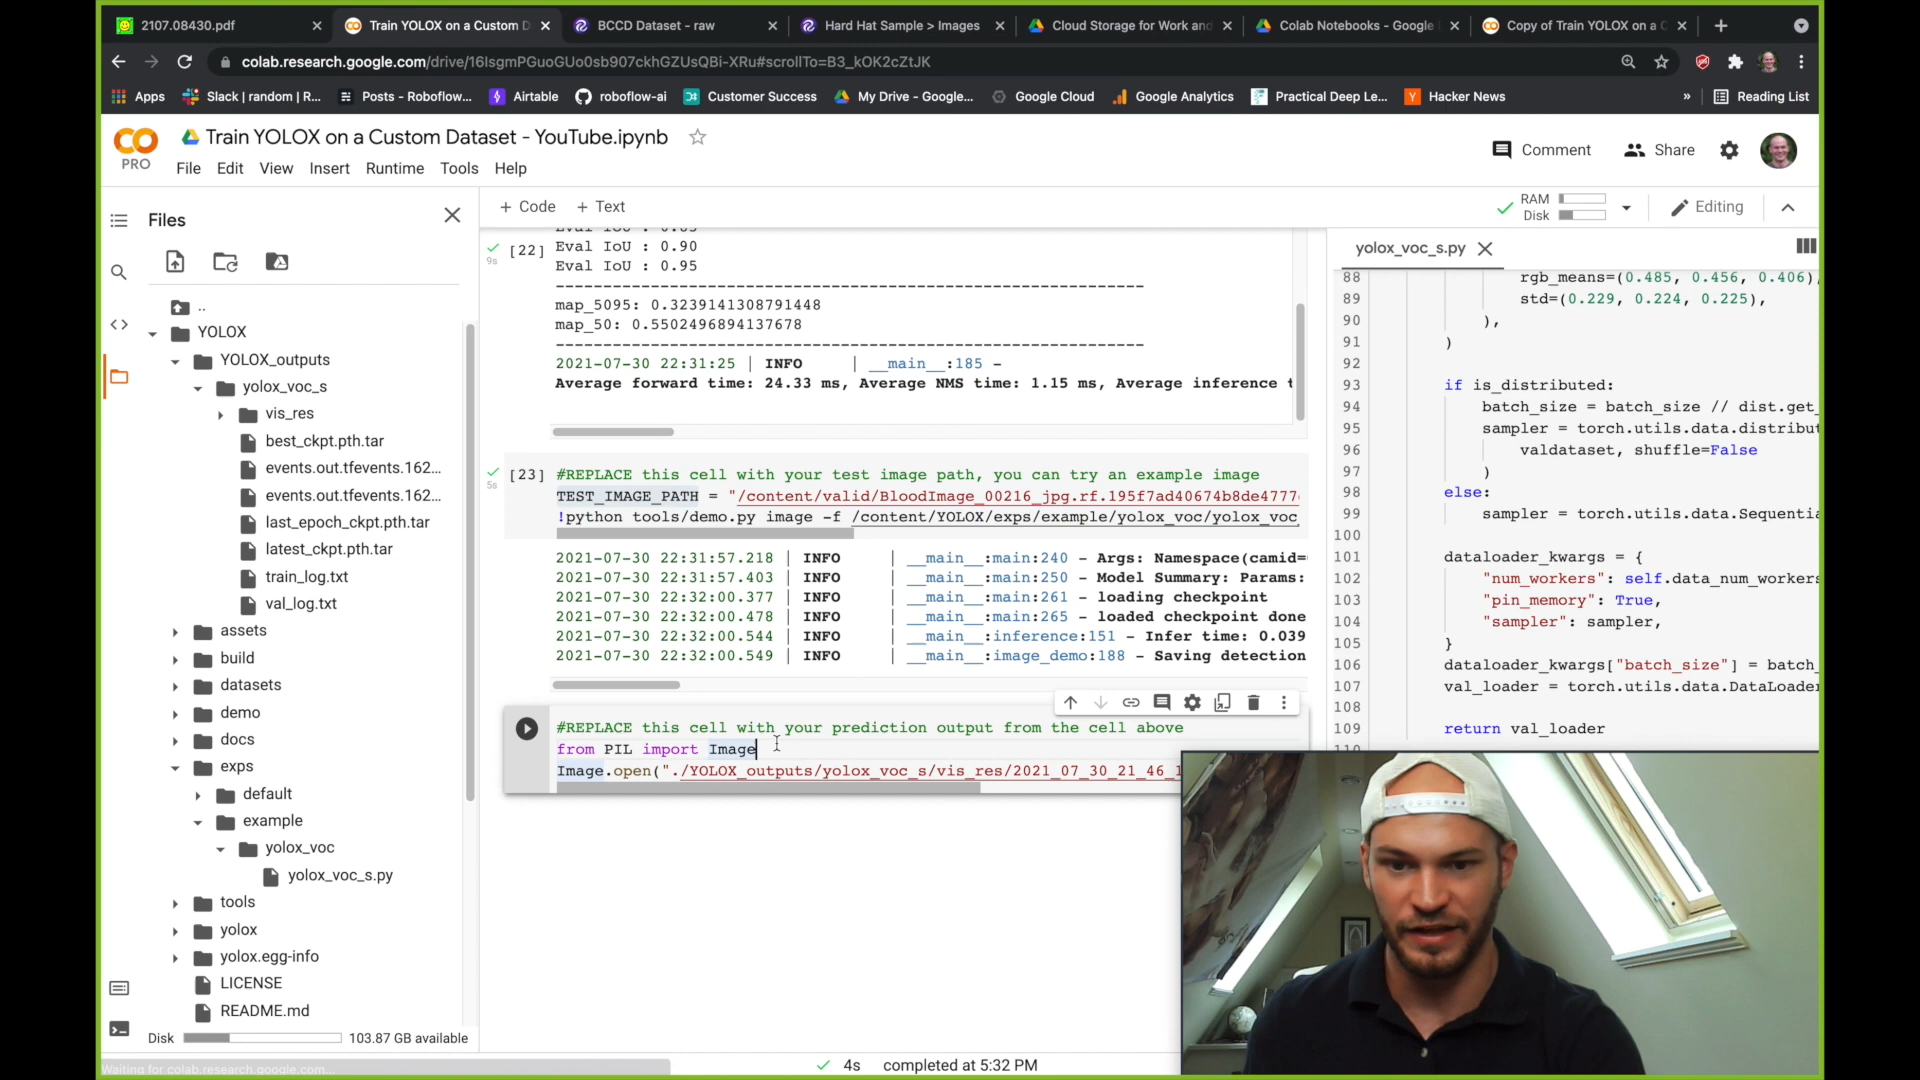 2107.08430.pdf
Train YOLOX on a Custom D
BCCD Dataset - raw
Hard Hat Sample > Images
Cloud Storage for Work and
Colab Notebooks - Google
Copy of Train YOLOX on a C
colab.research.google.com/drive/16IsgmPGuoGUo0sb907ckhGZUsQBi-XRu#scrollTo=B3_kOK2cZtJK
Apps
Slack | random | R...
Posts - Roboflow...
Airtable
roboflow-ai
Customer Success
My Drive - Google...
Google Cloud
Google Analytics
Practical Deep Le...
Hacker News
»
Reading List
CO PRO
Train YOLOX on a Custom Dataset - YouTube.ipynb
Comment
Share
File Edit View Insert Runtime Tools Help
Files
+ Code + Text
RAM
Disk
Editing
..
YOLOX
YOLOX_outputs
yolox_voc_s
vis_res
best_ckpt.pth.tar
events.out.tfevents.162...
events.out.tfevents.162...
last_epoch_ckpt.pth.tar
latest_ckpt.pth.tar
train_log.txt
val_log.txt
assets
build
datasets
demo
docs
exps
default
example
yolox_voc
yolox_voc_s.py
tools
yolox
yolox.egg-info
LICENSE
README.md
Disk 103.87 GB available
Waiting for colab.research.google.com...
[22]
9s
Eval IoU : 0.90
Eval IoU : 0.95
--------------------------------------------------------------
map_5095: 0.3239141308791448
map_50: 0.5502496894137678
--------------------------------------------------------------
2021-07-30 22:31:25 | INFO | __main__:185 -
Average forward time: 24.33 ms, Average NMS time: 1.15 ms, Average inference t
[23]
5s
#REPLACE this cell with your test image path, you can try an example image
TEST_IMAGE_PATH = "/content/valid/BloodImage_00216_jpg.rf.195f7ad40674b8de4777
!python tools/demo.py image -f /content/YOLOX/exps/example/yolox_voc/yolox_voc_
2021-07-30 22:31:57.218 | INFO | __main__:main:240 - Args: Namespace(camid=
2021-07-30 22:31:57.403 | INFO | __main__:main:250 - Model Summary: Params:
2021-07-30 22:32:00.377 | INFO | __main__:main:261 - loading checkpoint
2021-07-30 22:32:00.478 | INFO | __main__:main:265 - loaded checkpoint done
2021-07-30 22:32:00.544 | INFO | __main__:inference:151 - Infer time: 0.039
2021-07-30 22:32:00.549 | INFO | __main__:image_demo:188 - Saving detection
#REPLACE this cell with your prediction output from the cell above
from PIL import Image
Image.open("./YOLOX_outputs/yolox_voc_s/vis_res/2021_07_30_21_46_1
4s completed at 5:32 PM
yolox_voc_s.py
88 rgb_means=(0.485, 0.456, 0.406),
89 std=(0.229, 0.224, 0.225),
90 ),
91 )
92
93 if is_distributed:
94 batch_size = batch_size // dist.get_
95 sampler = torch.utils.data.distribut
96 valdataset, shuffle=False
97 )
98 else:
99 sampler = torch.utils.data.Sequentia
100
101 dataloader_kwargs = {
102 "num_workers": self.data_num_workers
103 "pin_memory": True,
104 "sampler": sampler,
105 }
106 dataloader_kwargs["batch_size"] = batch_
107 val_loader = torch.utils.data.DataLoader
108
109 return val_loader